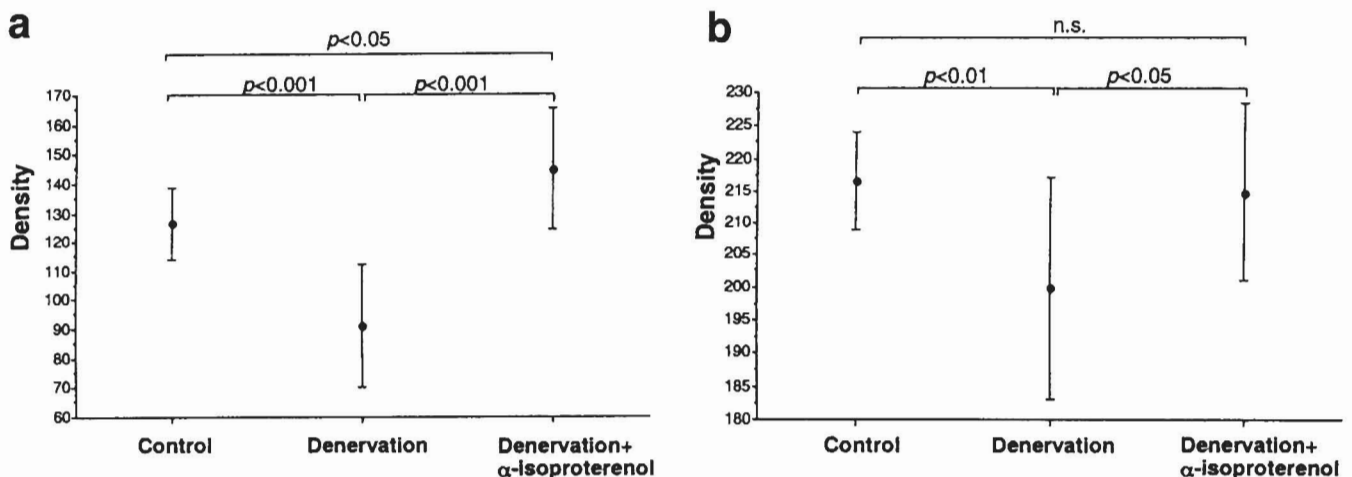 a
p<0.05
p<0.001
p<0.001
170
160
150
140
130
120
110
100
90
80
70
60
Density
Control
Denervation
Denervation+
α-isoproterenol
b
n.s.
p<0.01
p<0.05
230
225
220
215
210
205
200
195
190
185
180
Density
Control
Denervation
Denervation+
α-isoproterenol